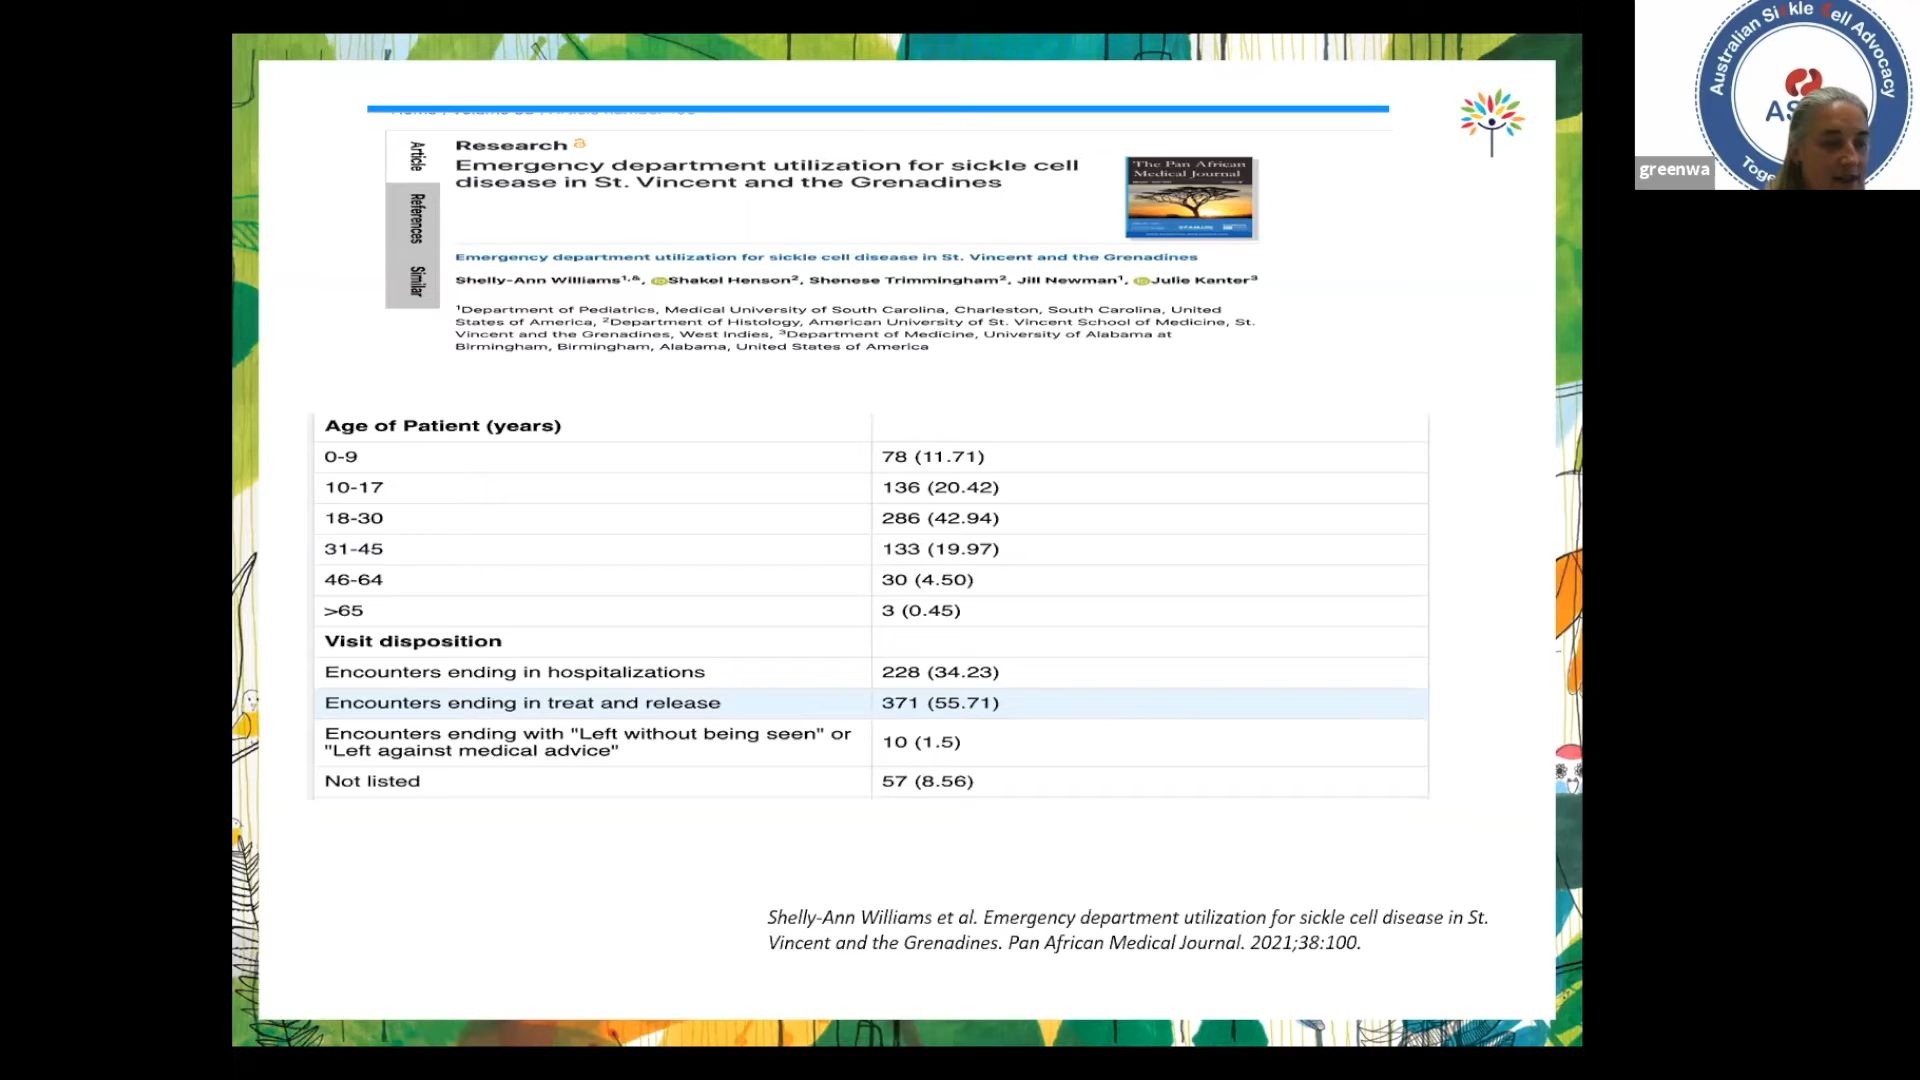 Research
Emergency department utilization for sickle cell
disease in St. Vincent and the Grenadines
Article
References
Similar
The Pan African
Medical Journal
Emergency department utilization for sickle cell disease in St. Vincent and the Grenadines
Shelly-Ann Williams¹,&, Shakel Henson², Shenese Trimmingham², Jill Newman¹, Julie Kanter³
¹Department of Pediatrics, Medical University of South Carolina, Charleston, South Carolina, United
States of America, ²Department of Histology, American University of St. Vincent School of Medicine, St.
Vincent and the Grenadines, West Indies, ³Department of Medicine, University of Alabama at
Birmingham, Birmingham, Alabama, United States of America
Age of Patient (years)
0-9 78 (11.71)
10-17 136 (20.42)
18-30 286 (42.94)
31-45 133 (19.97)
46-64 30 (4.50)
>65 3 (0.45)
Visit disposition
Encounters ending in hospitalizations 228 (34.23)
Encounters ending in treat and release 371 (55.71)
Encounters ending with "Left without being seen" or
"Left against medical advice" 10 (1.5)
Not listed 57 (8.56)
Shelly-Ann Williams et al. Emergency department utilization for sickle cell disease in St.
Vincent and the Grenadines. Pan African Medical Journal. 2021;38:100.
Australian Sickle Cell Advocacy
greenwa